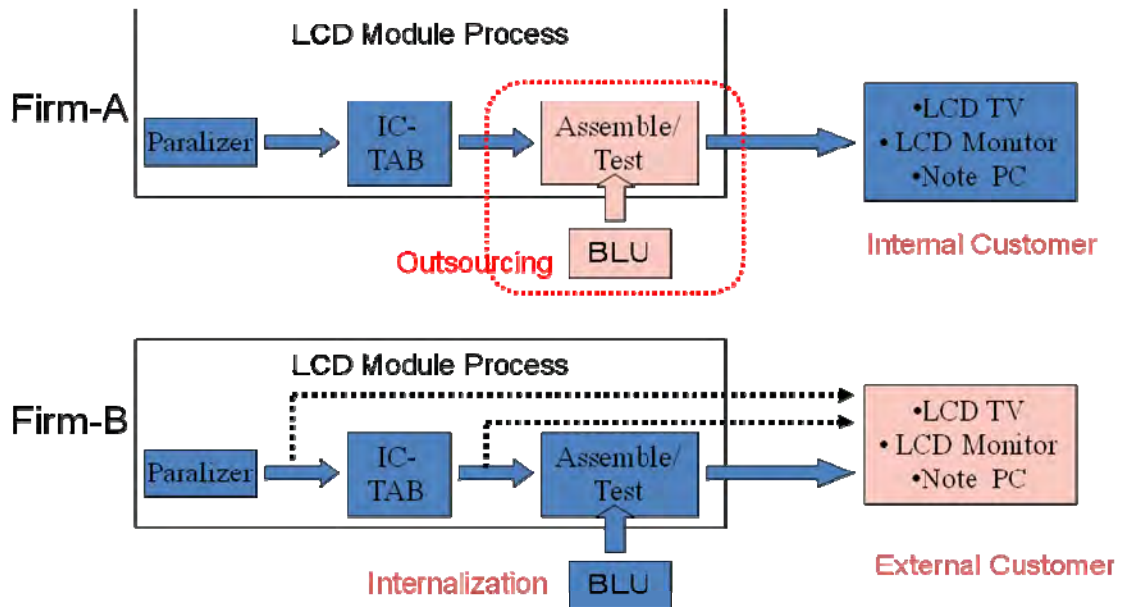 LCD Module Process
Firm-A
Paralizer
IC-
TAB
Assemble/
Test
•LCD TV
• LCD Monitor
•Note PC
BLU
Outsourcing
Internal Customer
LCD Module Process
Firm-B
Paralizer
IC-
TAB
Assemble/
Test
•LCD TV
• LCD Monitor
•Note PC
Internalization
BLU
External Customer